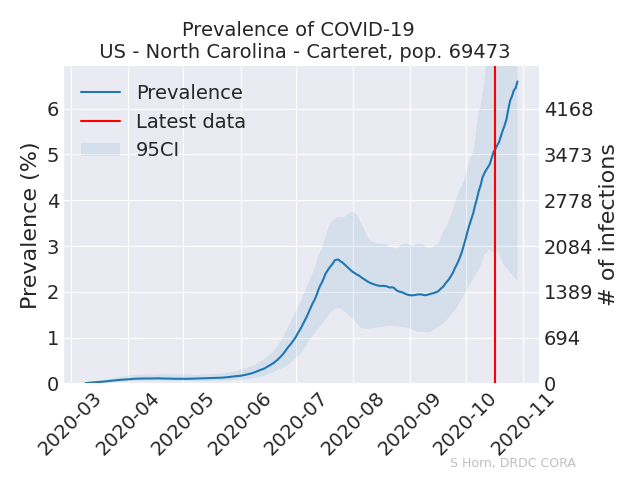 Prevalence of COVID-19
US - North Carolina - Carteret, pop. 69473
Prevalence
Latest data
95CI
Prevalence (%)
6
5
4
3
2
1
0
4168
3473
2778
2084
1389
694
0
# of infections
2020-03
2020-04
2020-05
2020-06
2020-07
2020-08
2020-09
2020-10
2020-11
S Horn, DRDC CORA